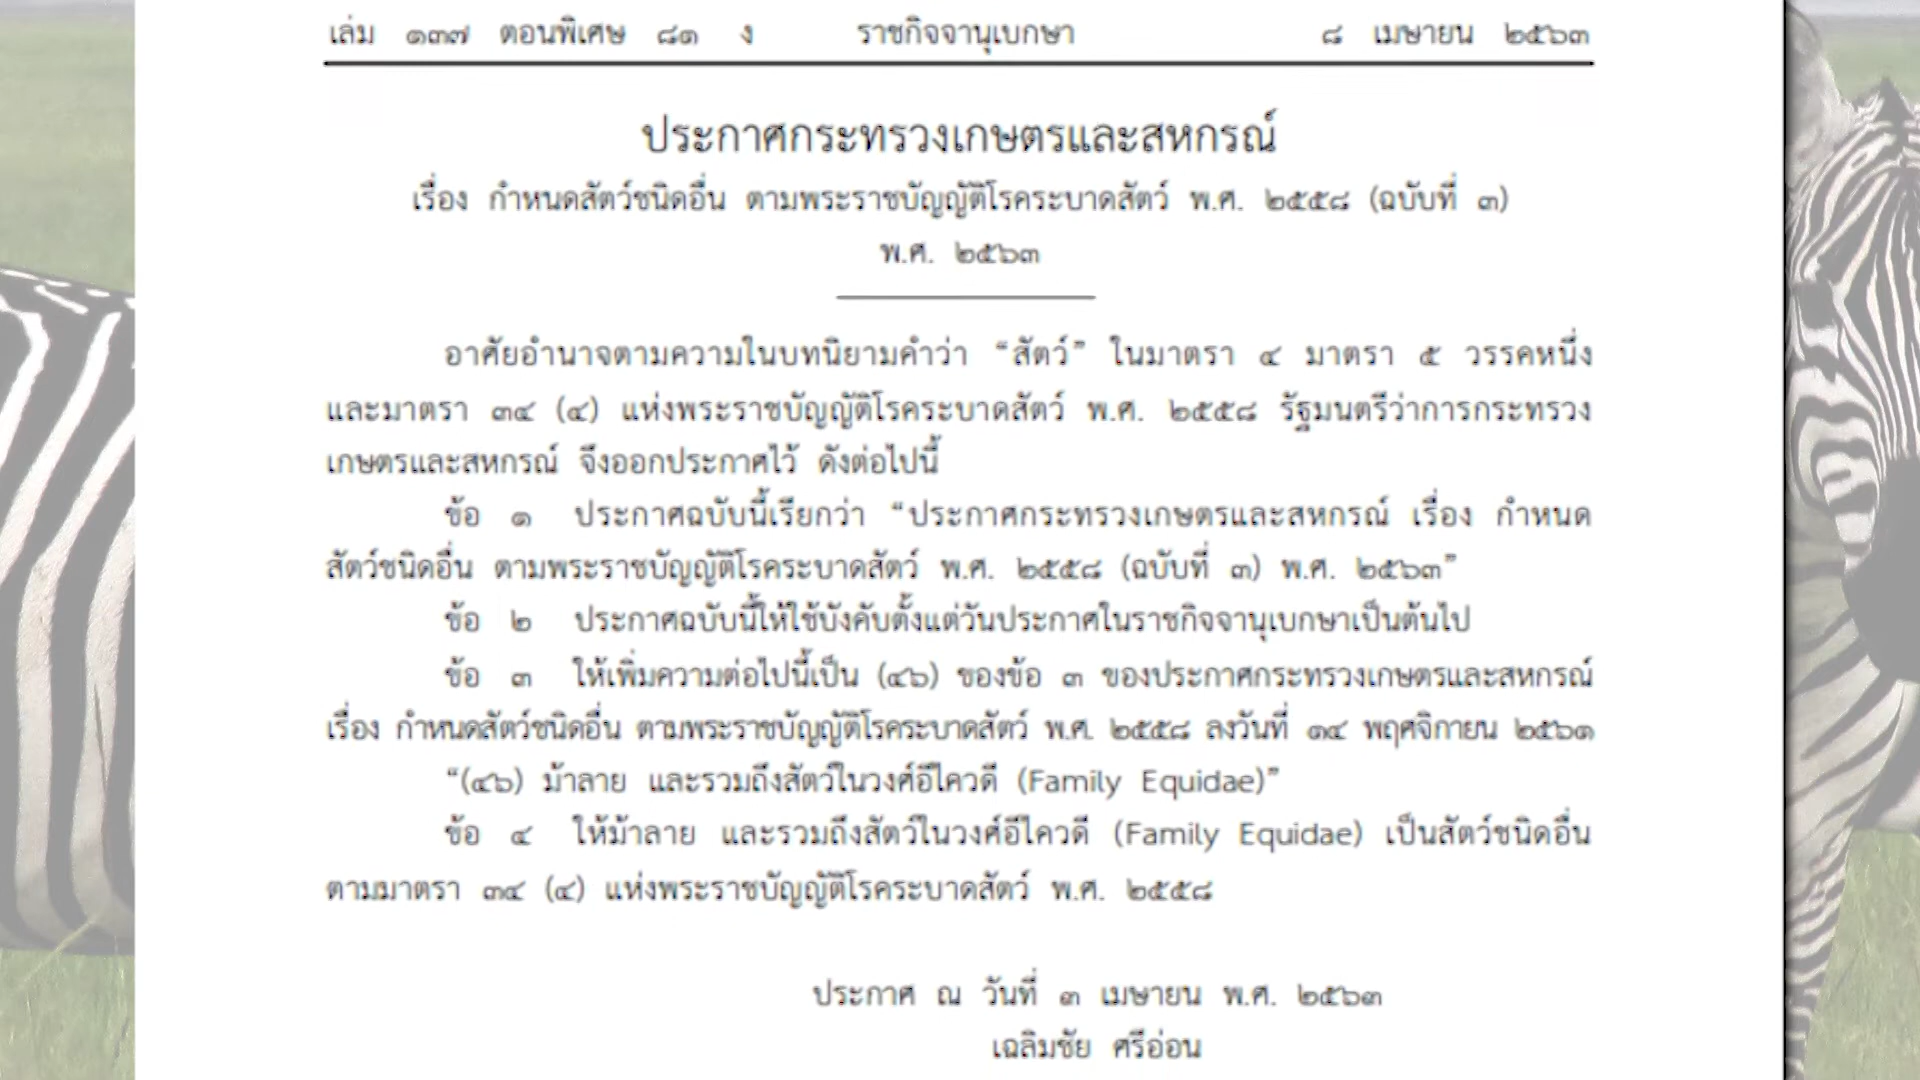 เล่ม ๑๓๗ ตอนพิเศษ ๘๑ ง ราชกิจจานุเบกษา ๘ เมษายน ๒๕๖๓
ประกาศกระทรวงเกษตรและสหกรณ์
เรื่อง กำหนดสัตว์ชนิดอื่น ตามพระราชบัญญัติโรคระบาดสัตว์ พ.ศ. ๒๕๕๘ (ฉบับที่ ๓)
พ.ศ. ๒๕๖๓
อาศัยอำนาจตามความในบทนิยามคำว่า “สัตว์” ในมาตรา ๔ มาตรา ๕ วรรคหนึ่ง
และมาตรา ๓๔ (๔) แห่งพระราชบัญญัติโรคระบาดสัตว์ พ.ศ. ๒๕๕๘ รัฐมนตรีว่าการกระทรวง
เกษตรและสหกรณ์ จึงออกประกาศไว้ ดังต่อไปนี้
ข้อ ๑ ประกาศฉบับนี้เรียกว่า “ประกาศกระทรวงเกษตรและสหกรณ์ เรื่อง กำหนด
สัตว์ชนิดอื่น ตามพระราชบัญญัติโรคระบาดสัตว์ พ.ศ. ๒๕๕๘ (ฉบับที่ ๓) พ.ศ. ๒๕๖๓”
ข้อ ๒ ประกาศฉบับนี้ให้ใช้บังคับตั้งแต่วันประกาศในราชกิจจานุเบกษาเป็นต้นไป
ข้อ ๓ ให้เพิ่มความต่อไปนี้เป็น (๔๖) ของข้อ ๓ ของประกาศกระทรวงเกษตรและสหกรณ์
เรื่อง กำหนดสัตว์ชนิดอื่น ตามพระราชบัญญัติโรคระบาดสัตว์ พ.ศ. ๒๕๕๘ ลงวันที่ ๑๔ พฤศจิกายน ๒๕๖๑
“(๔๖) ม้าลาย และรวมถึงสัตว์ในวงศ์อีไควดี (Family Equidae)”
ข้อ ๔ ให้ม้าลาย และรวมถึงสัตว์ในวงศ์อีไควดี (Family Equidae) เป็นสัตว์ชนิดอื่น
ตามมาตรา ๓๔ (๔) แห่งพระราชบัญญัติโรคระบาดสัตว์ พ.ศ. ๒๕๕๘
ประกาศ ณ วันที่ ๓ เมษายน พ.ศ. ๒๕๖๓
เฉลิมชัย ศรีอ่อน